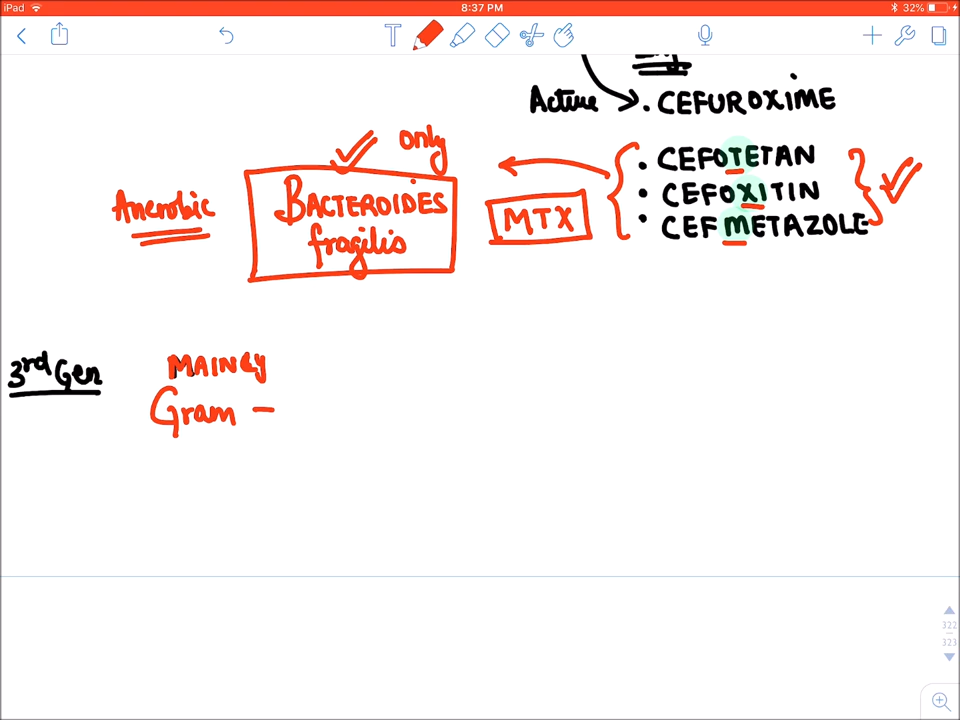 iPad 8:37 PM 32%
Active → . CEFUROXIME
only
Anerobic
BACTEROIDES
fragilis
MTX
. CEFOTETAN
. CEFOXITIN
. CEFMETAZOLE
3rd Gen
MAINLY
Gram -
322
323